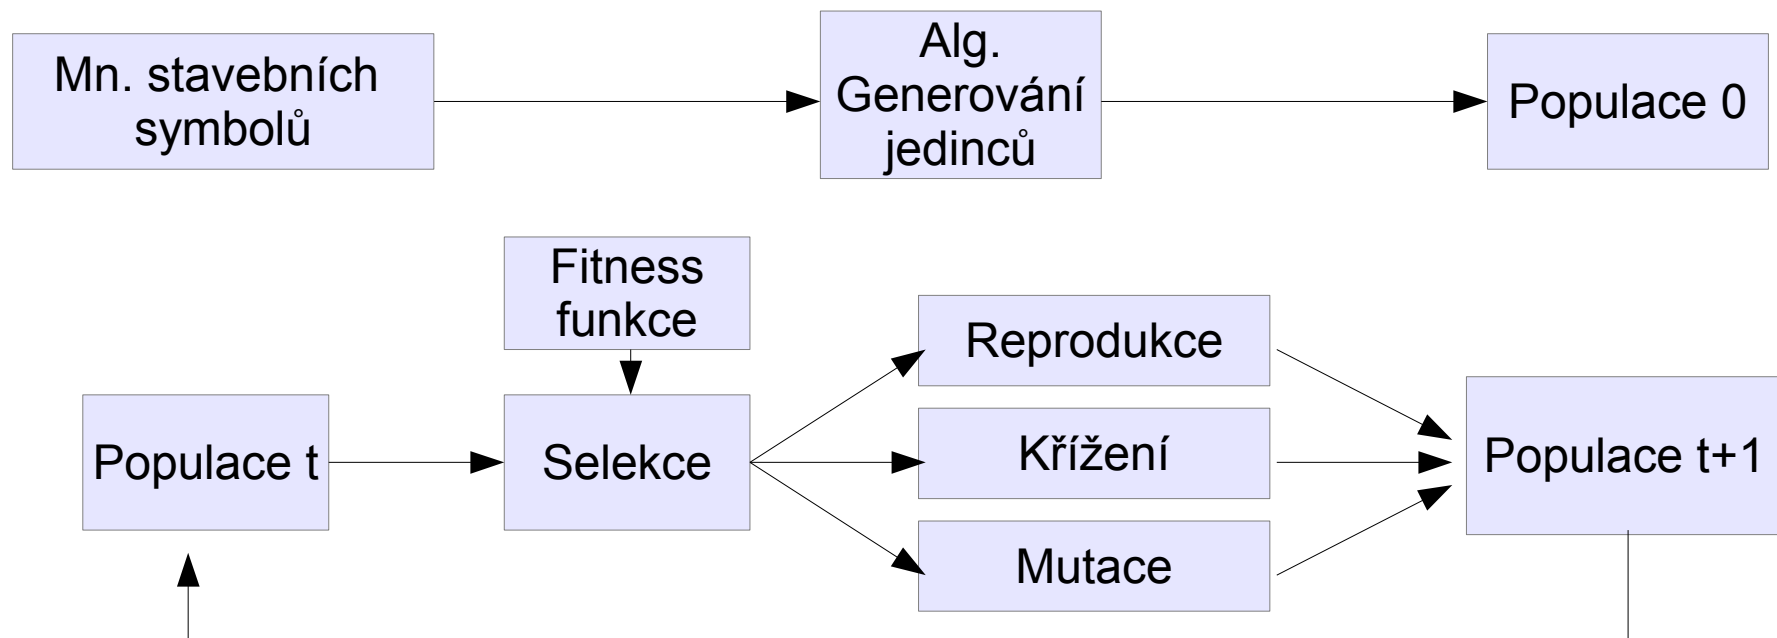 Mn. stavebních
symbolů
Alg.
Generování
jedinců
Populace 0
Fitness
funkce
Populace t
Selekce
Reprodukce
Křížení
Mutace
Populace t+1